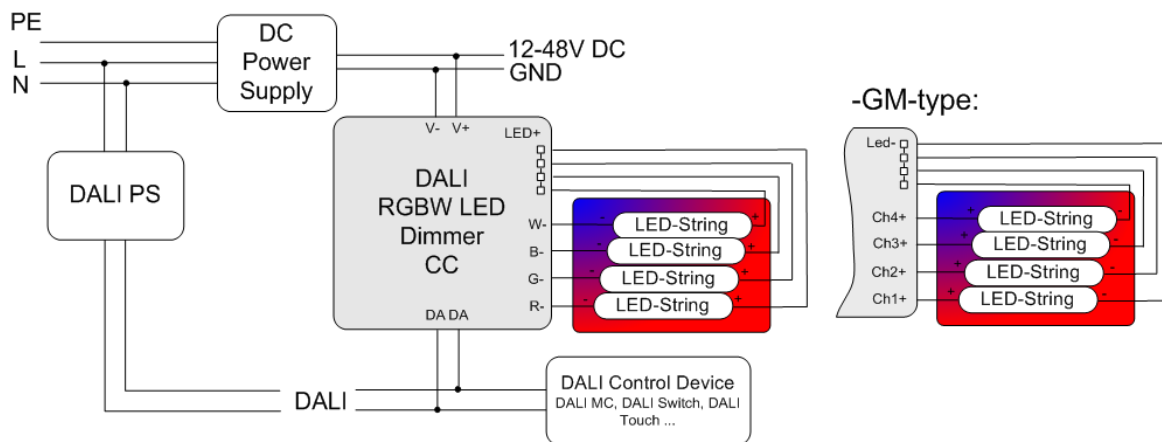 PE
L
N
DC
Power
Supply
12-48V DC
GND
DALI PS
V- V+
LED+
DALI
RGBW LED
Dimmer
CC
W-
B-
G-
R-
DA DA
- LED-String +
- LED-String +
- LED-String +
- LED-String +
DALI
DALI Control Device
DALI MC, DALI Switch, DALI
Touch ...
-GM-type:
Led-
Ch4+
Ch3+
Ch2+
Ch1+
+ LED-String -
+ LED-String -
+ LED-String -
+ LED-String -